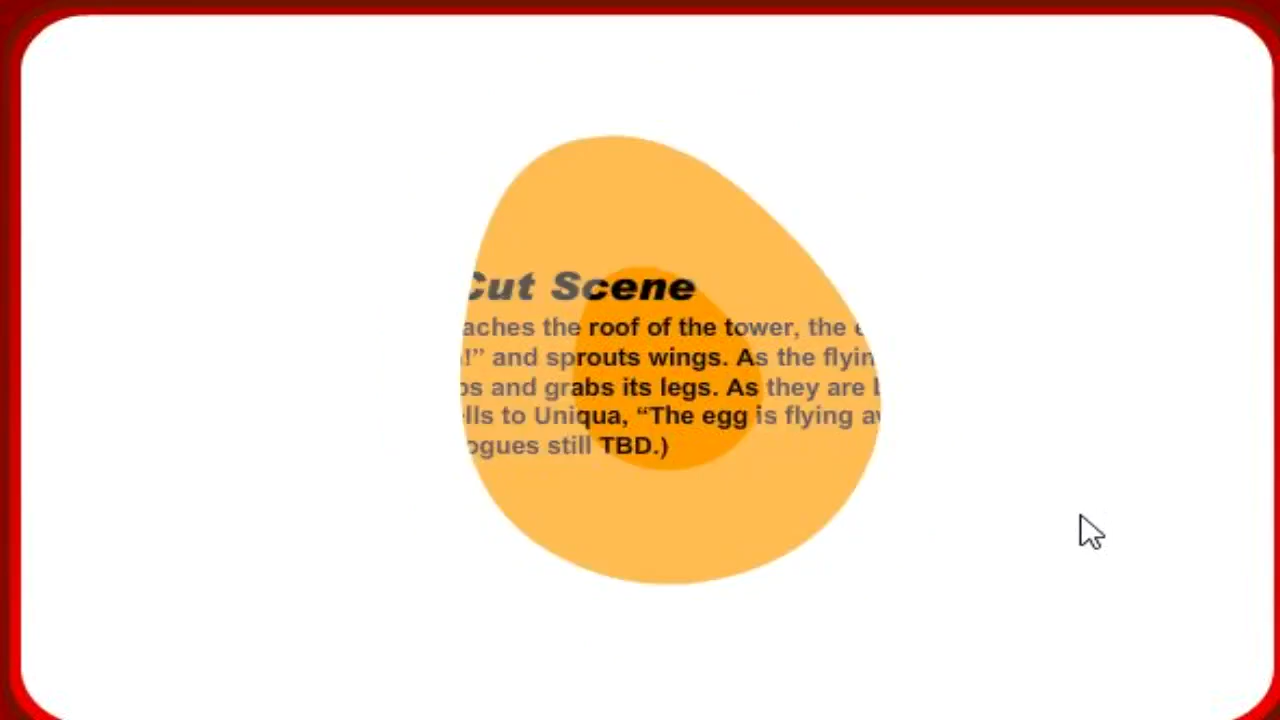 Cut Scene
aches the roof of the tower, the
!” and sprouts wings. As the flyin
and grabs its legs. As they are
lls to Uniqua, “The egg is flying
ogues still TBD.)